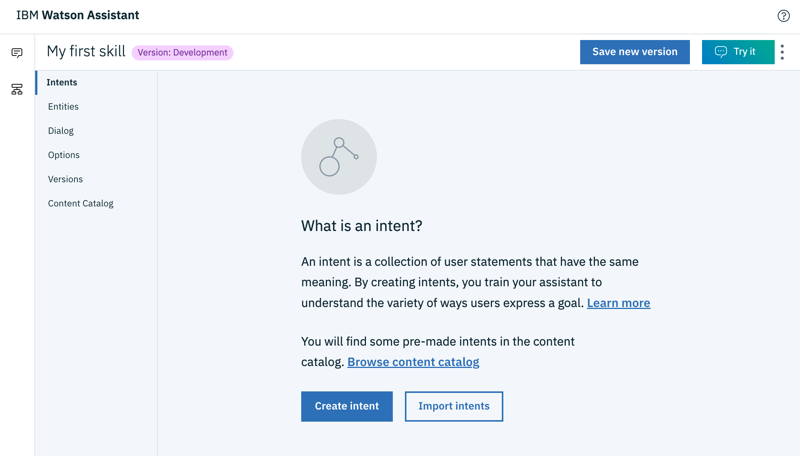 IBM Watson Assistant
My first skill
Version: Development
Save new version
Try it
Intents
Entities
Dialog
Options
Versions
Content Catalog
What is an intent?
An intent is a collection of user statements that have the same
meaning. By creating intents, you train your assistant to
understand the variety of ways users express a goal. Learn more
You will find some pre-made intents in the content
catalog. Browse content catalog
Create intent
Import intents